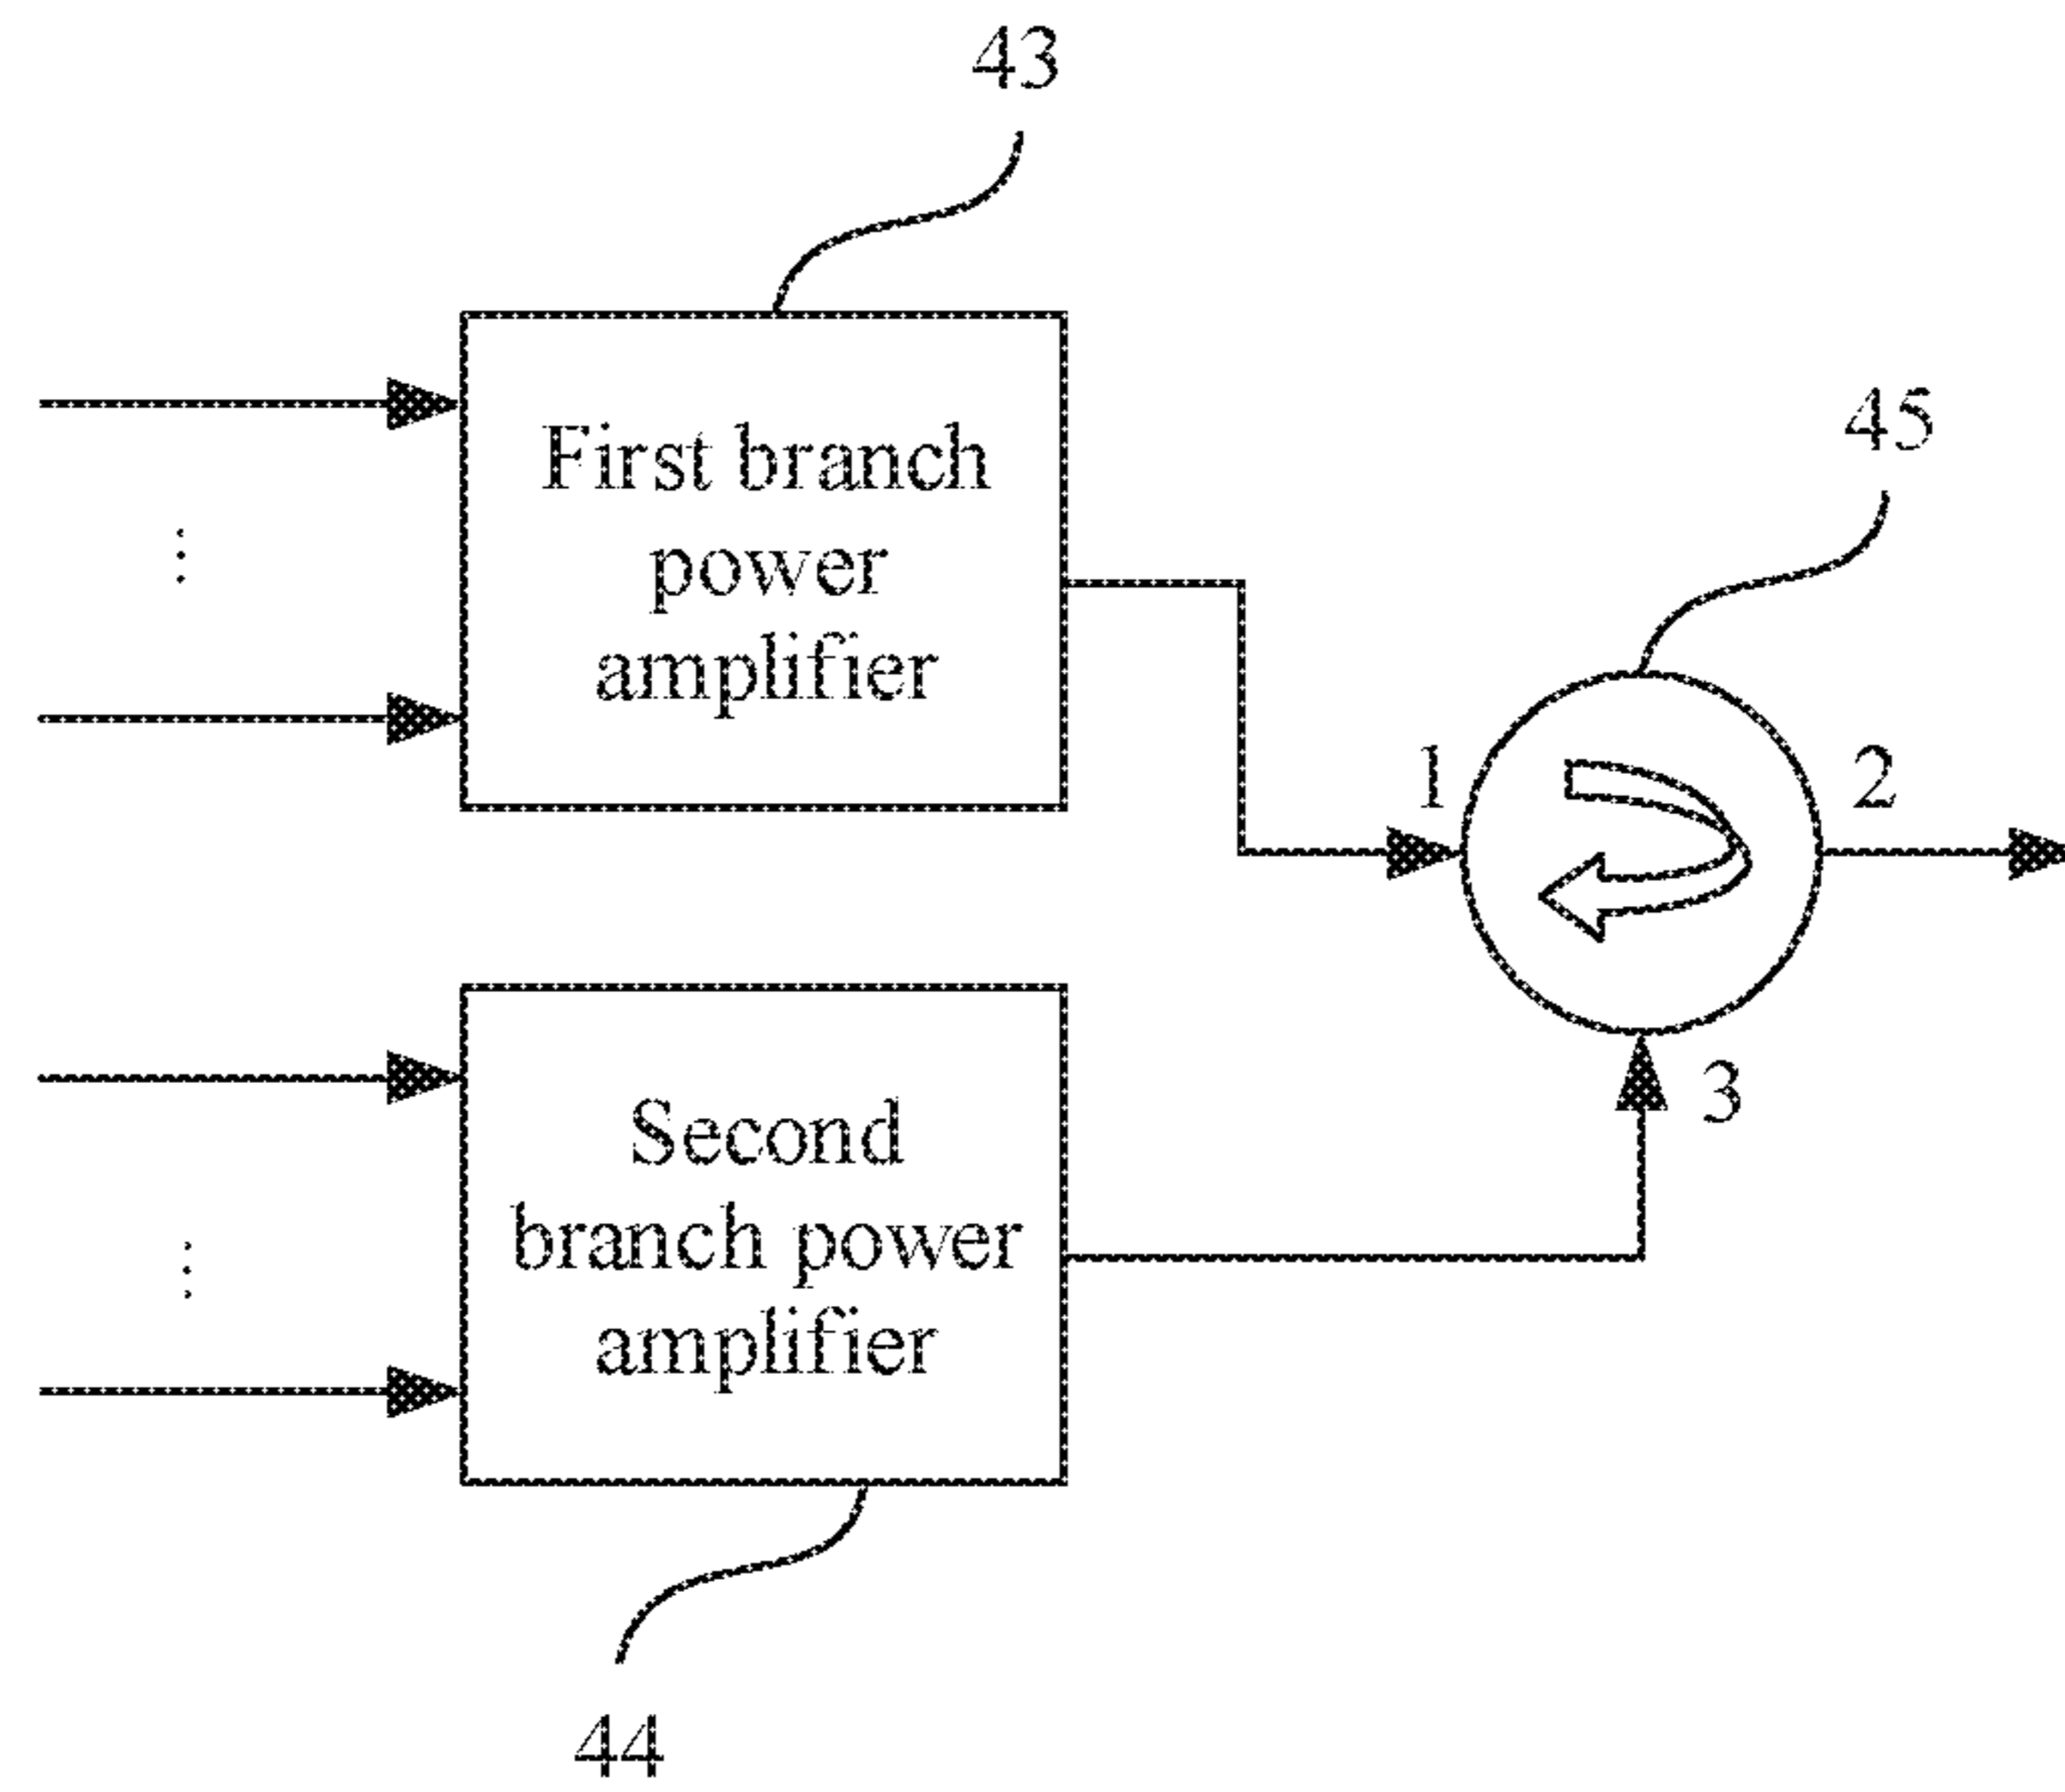 43
First branch
power
amplifier
45
1
2
3
Second
branch power
amplifier
44